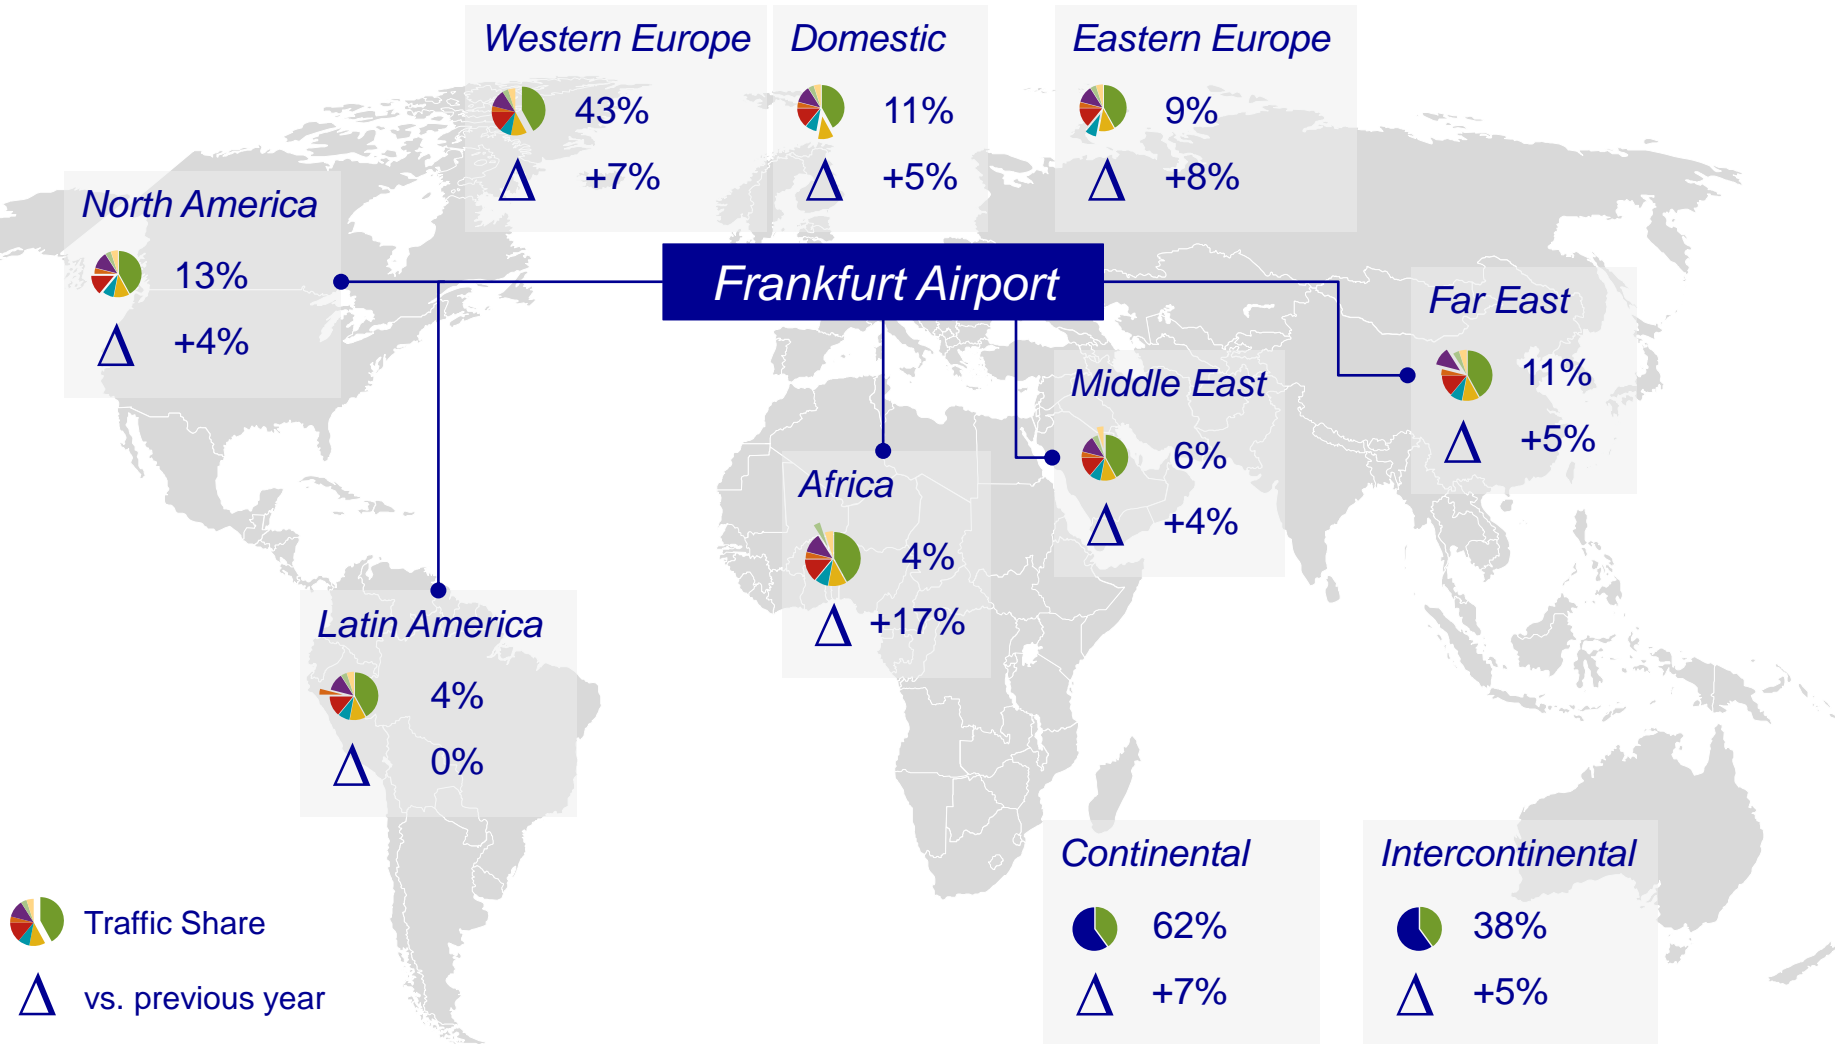 Western Europe
43%
Δ +7%
Domestic
11%
Δ +5%
Eastern Europe
9%
Δ +8%
North America
13%
Δ +4%
Frankfurt Airport
Far East
11%
Δ +5%
Middle East
6%
Δ +4%
Africa
4%
Δ +17%
Latin America
4%
Δ 0%
Continental
62%
Δ +7%
Intercontinental
38%
Δ +5%
Traffic Share
Δ vs. previous year